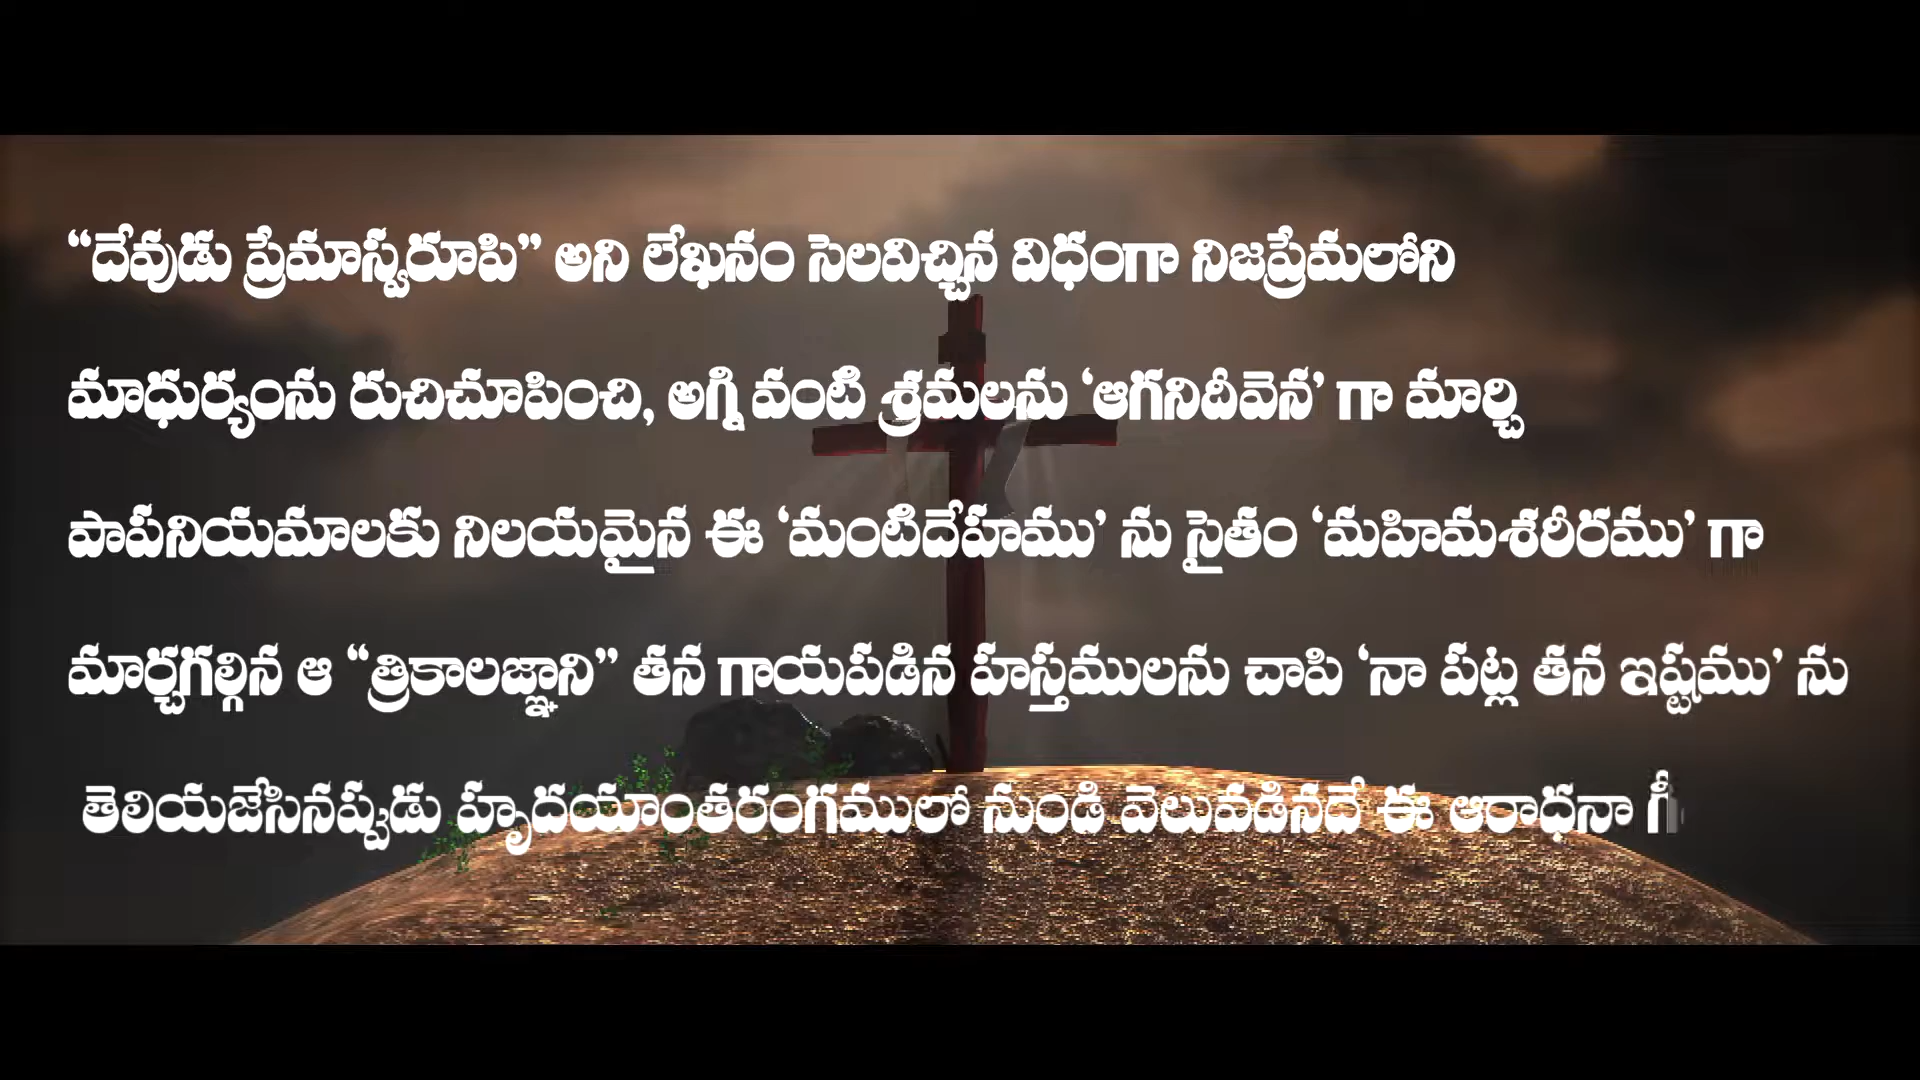 “దేవుడు ప్రేమాస్వరూపి” అని లేఖనం సెలవిచ్చిన విధంగా నిజప్రేమలోని
మాధుర్యంను రుచిచూపించి, అగ్ని వంటి శ్రమలను ‘ఆగనిదీవెన’ గా మార్చి
పాపనియమాలకు నిలయమైన ఈ ‘మంటిదేహము’ ను సైతం ‘మహిమశరీరము’ గా
మార్చగల్గిన ఆ “త్రికాలజ్ఞాని” తన గాయపడిన హస్తములను చాపి ‘నా పట్ల తన ఇష్టము’ ను
తెలియజేసినప్పుడు హృదయాంతరంగములో నుండి వెలువడినదే ఈ ఆరాధనా